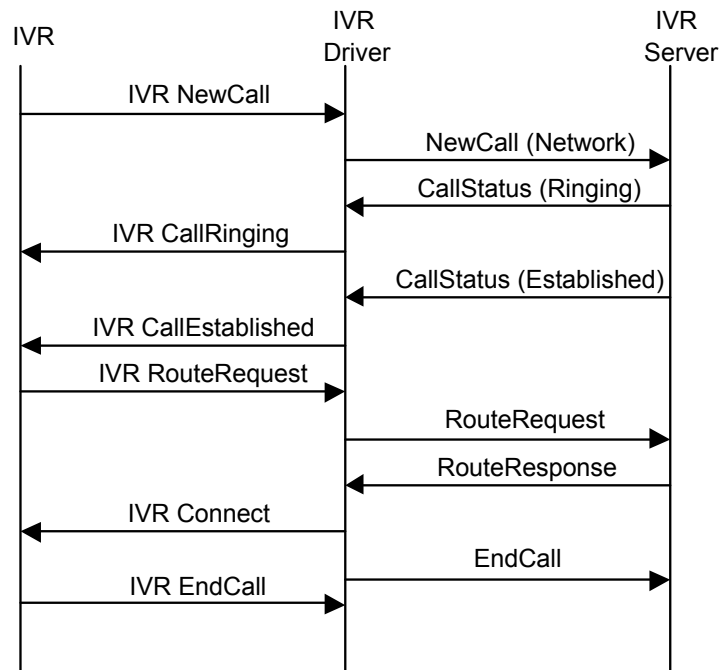 IVR
IVR
Driver
IVR
Server
IVR NewCall
NewCall (Network)
CallStatus (Ringing)
IVR CallRinging
CallStatus (Established)
IVR CallEstablished
IVR RouteRequest
RouteRequest
RouteResponse
IVR Connect
EndCall
IVR EndCall